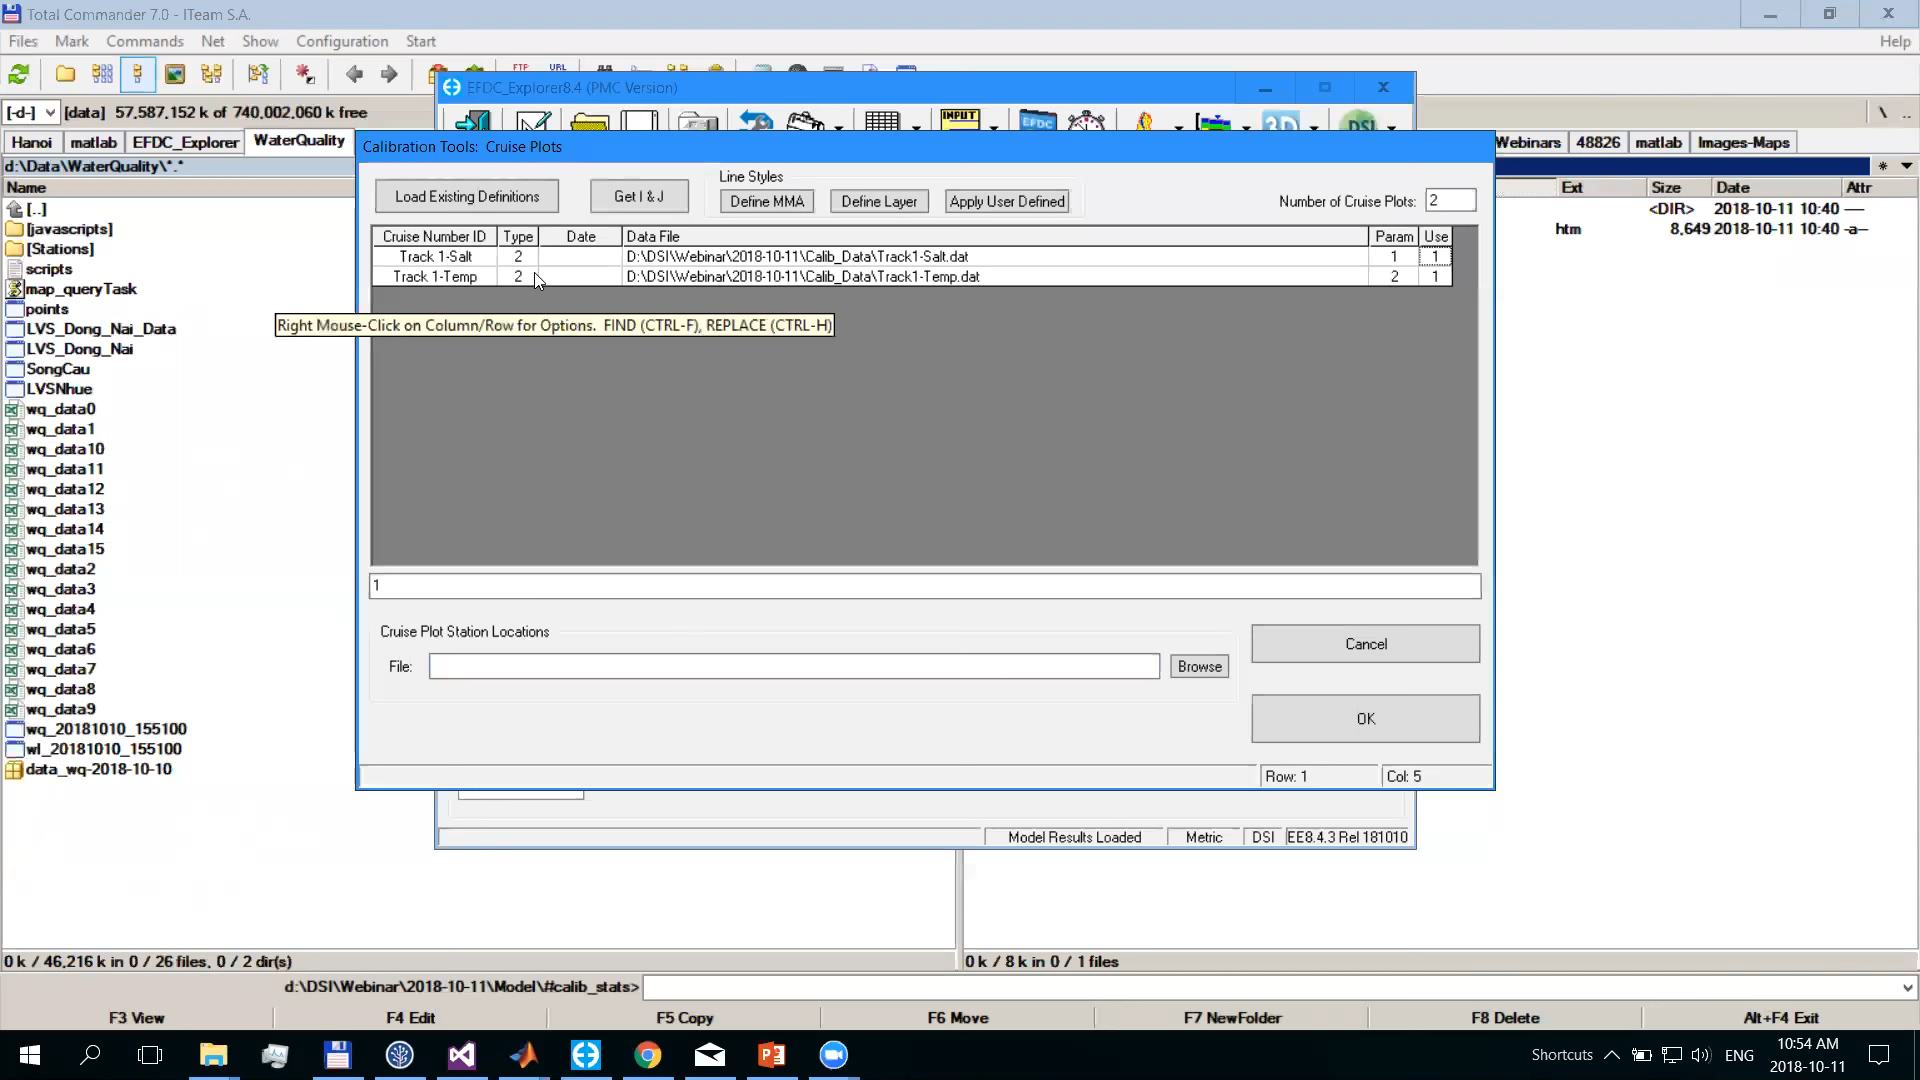 Total Commander 7.0 - ITeam S.A.
Files Mark Commands Net Show Configuration Start Help
FTP URL
EFDC_Explorer8.4 (PMC Version)
[-d-] [data] 57,587,152 k of 740,002,060 k free \ ..
INPUT EFDC 3D DSI
Hanoi matlab EFDC_Explorer WaterQuality
Webinars 48826 matlab Images-Maps
d:\Data\WaterQuality\*.*
Calibration Tools: Cruise Plots
Name
Ext Size Date Attr
[..]
<DIR> 2018-10-11 10:40 ----
htm 8,649 2018-10-11 10:40 -a--
[javascripts]
[Stations]
scripts
map_queryTask
points
LVS_Dong_Nai_Data
LVS_Dong_Nai
SongCau
LVSNhue
wq_data0
wq_data1
wq_data10
wq_data11
wq_data12
wq_data13
wq_data14
wq_data15
wq_data2
wq_data3
wq_data4
wq_data5
wq_data6
wq_data7
wq_data8
wq_data9
wq_20181010_155100
wl_20181010_155100
data_wq-2018-10-10
Load Existing Definitions
Get I & J
Line Styles
Define MMA
Define Layer
Apply User Defined
Number of Cruise Plots: 2
Cruise Number ID Type Date Data File Param Use
Track 1-Salt 2 D:\DSI\Webinar\2018-10-11\Calib_Data\Track1-Salt.dat 1 1
Track 1-Temp 2 D:\DSI\Webinar\2018-10-11\Calib_Data\Track1-Temp.dat 2 1
Right Mouse-Click on Column/Row for Options. FIND (CTRL-F), REPLACE (CTRL-H)
1
Cruise Plot Station Locations
File:
Browse
Cancel
OK
Row: 1 Col: 5
Model Results Loaded Metric DSI EE8.4.3 Rel 181010
0 k / 46,216 k in 0 / 26 files, 0 / 2 dir(s)
0 k / 8 k in 0 / 1 files
d:\DSI\Webinar\2018-10-11\Model\#calib_stats>
F3 View F4 Edit F5 Copy F6 Move F7 NewFolder F8 Delete Alt+F4 Exit
Shortcuts ENG 10:54 AM
2018-10-11